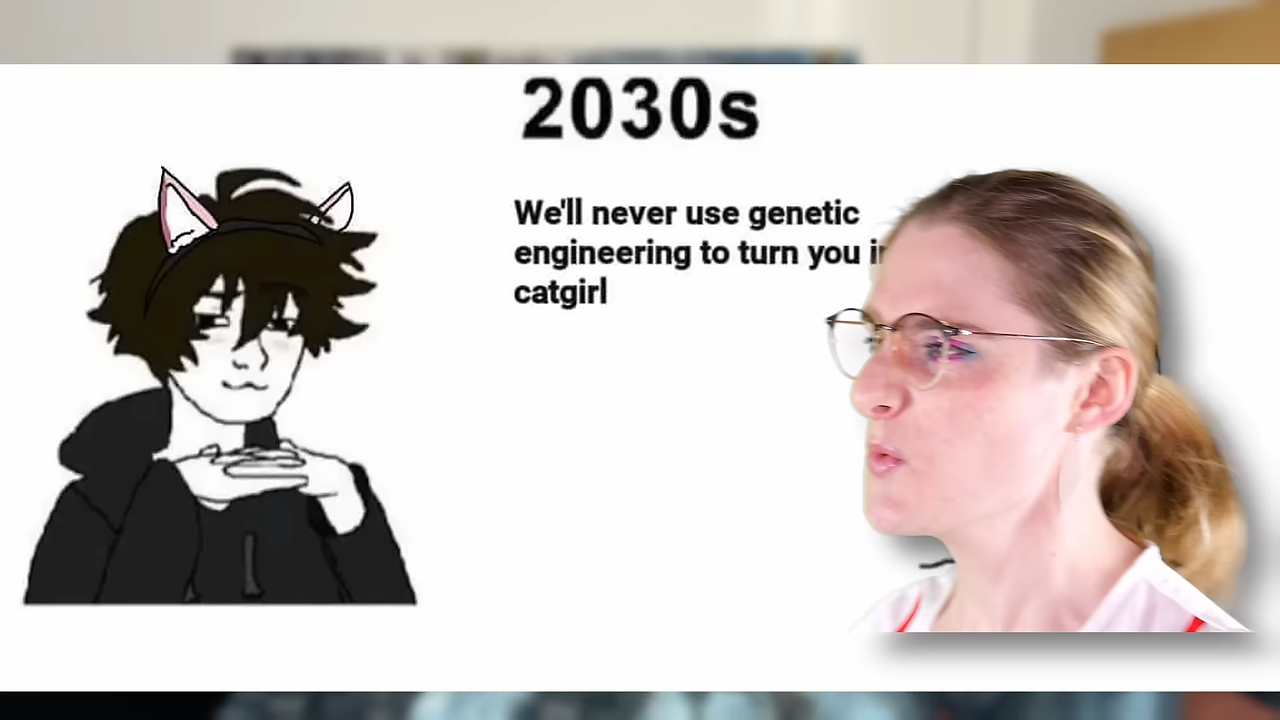 2030s
We'll never use genetic
engineering to turn you
catgirl